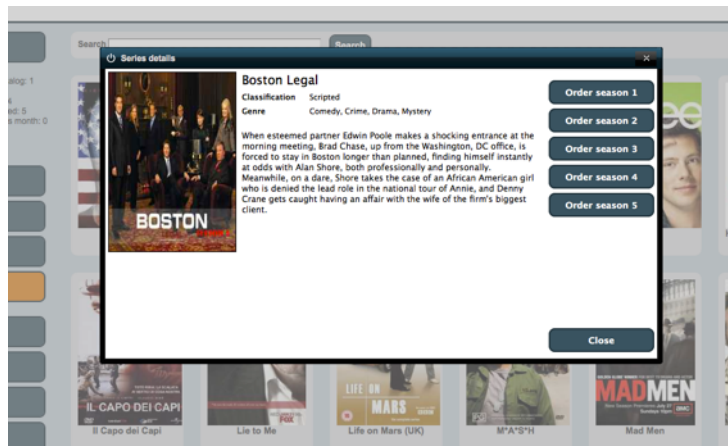 Search
Search
Series details
Boston Legal
Classification Scripted
Genre Comedy, Crime, Drama, Mystery
When esteemed partner Edwin Poole makes a shocking entrance at the
morning meeting, Brad Chase, up from the Washington, DC office, is
forced to stay in Boston longer than planned, finding himself instantly
at odds with Alan Shore, both professionally and personally.
Meanwhile, on a dare, Shore takes the case of an African American girl
who is denied the lead role in the national tour of Annie, and Denny
Crane gets caught having an affair with the wife of the firm's biggest
client.
BOSTON
Order season 1
Order season 2
Order season 3
Order season 4
Order season 5
Close
alog: 1
4
ed: 5
s month: 0
IL CAPO DEI CAPI
FOX
LIFE ON
MARS
MADMEN
Il Capo dei Capi
Lie to Me
Life on Mars (UK)
M*A*S*H
Mad Men